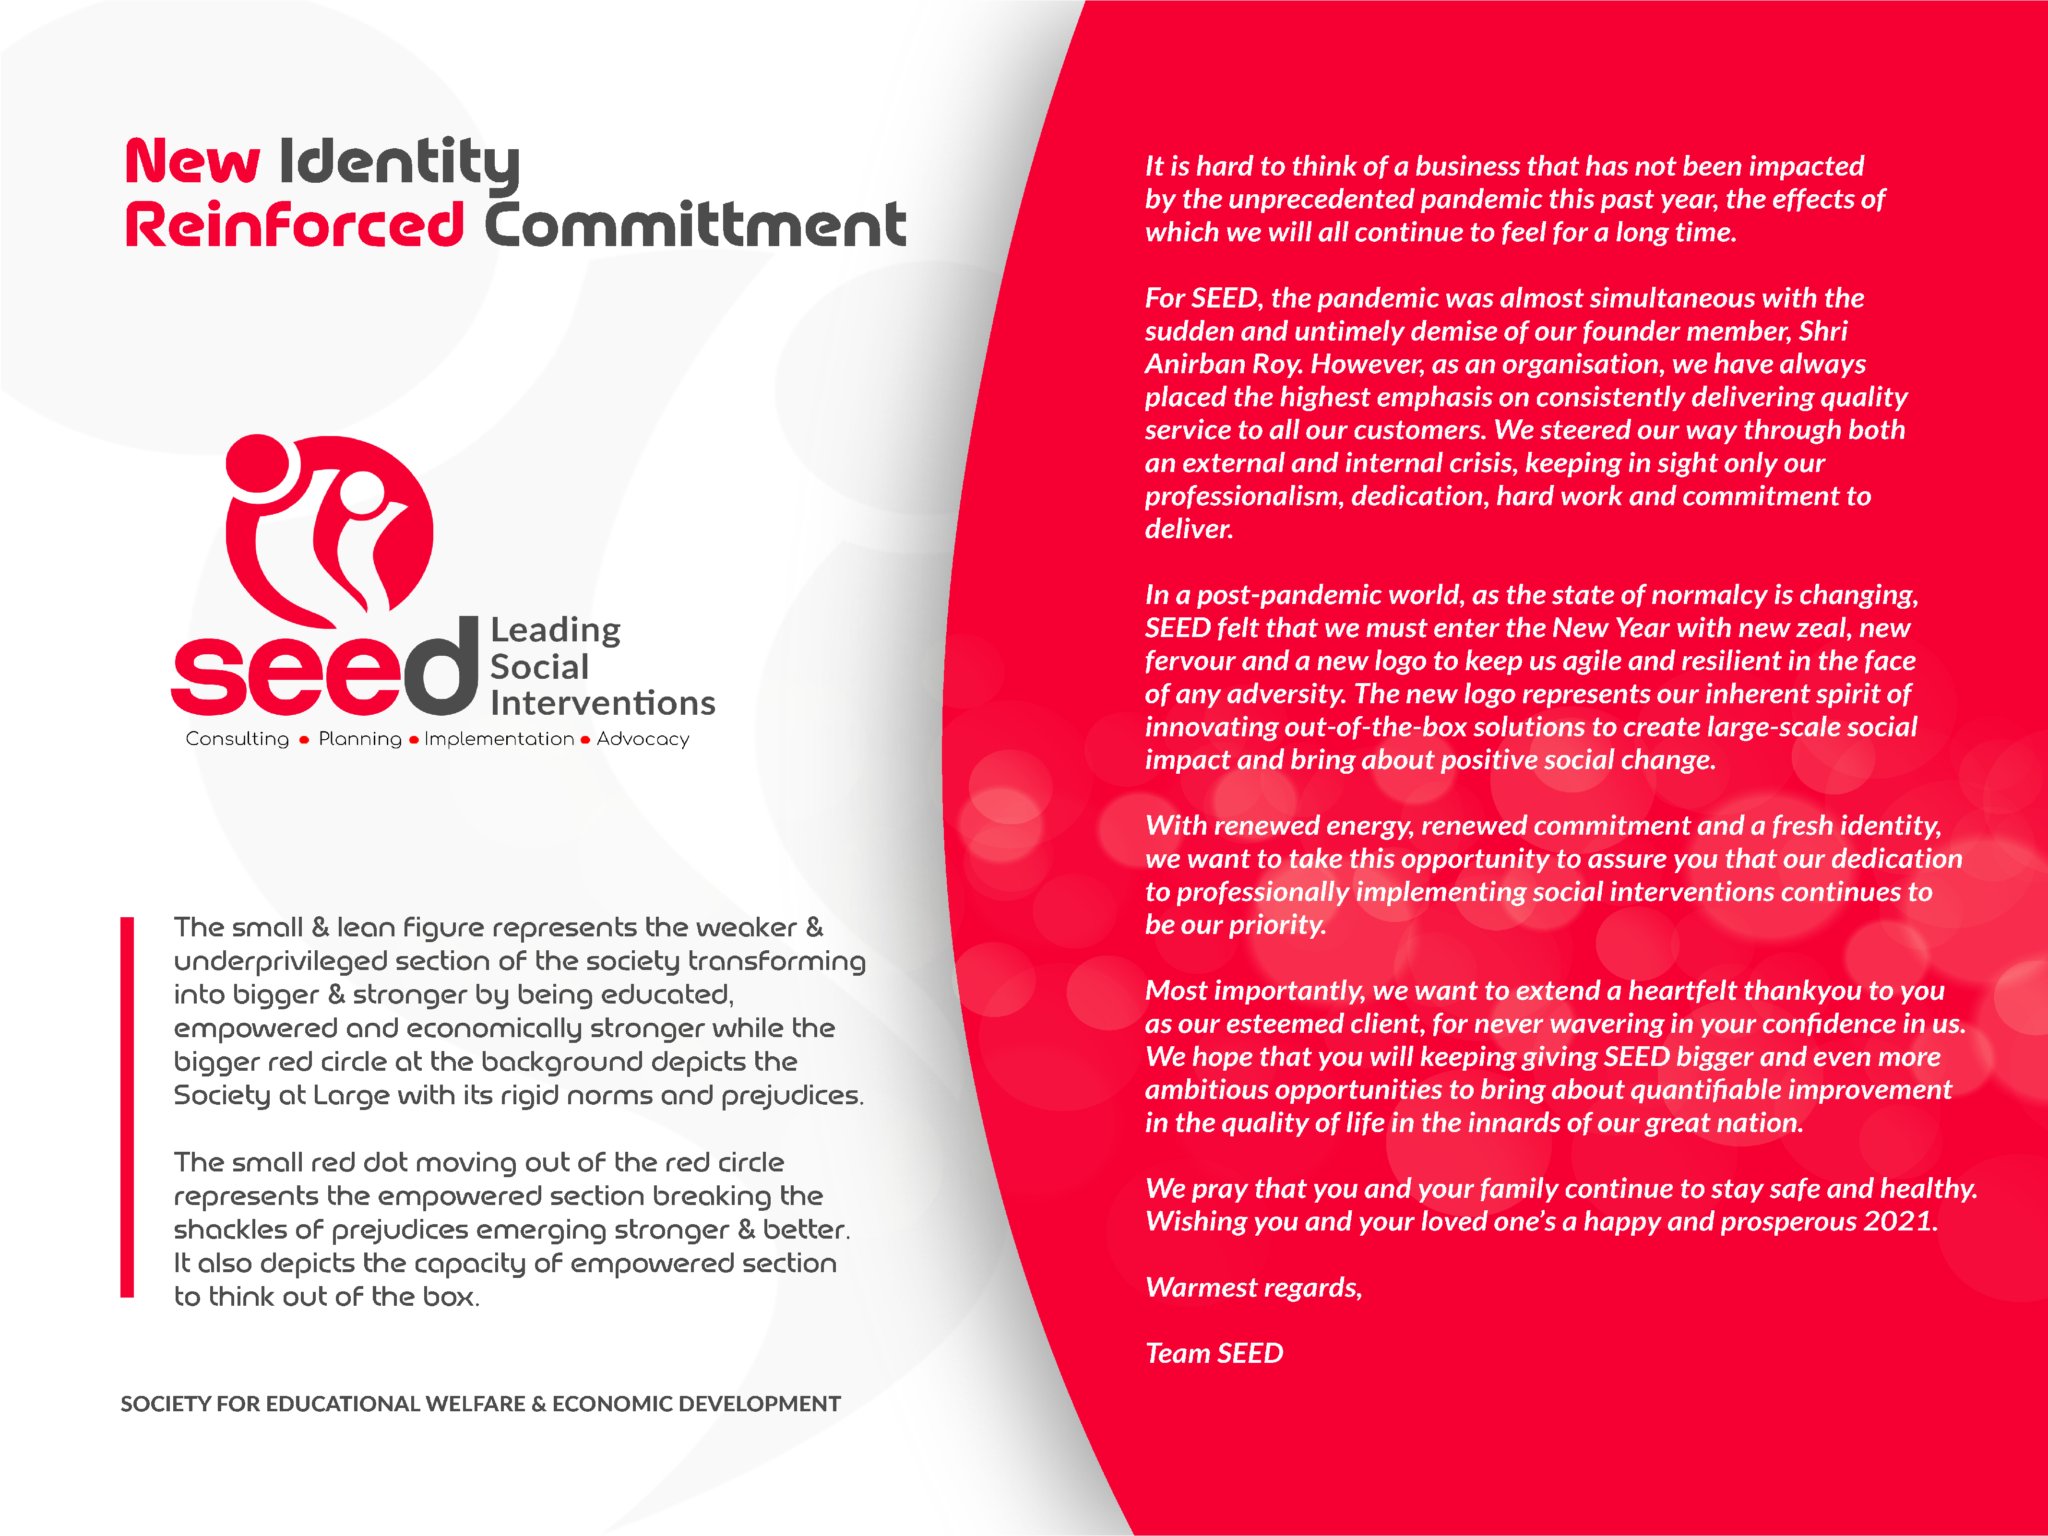 New Identity
Reinforced Committment
seed
Leading
Social
Interventions
Consulting • Planning • Implementation • Advocacy
The small & lean figure represents the weaker &
underprivileged section of the society transforming
into bigger & stronger by being educated,
empowered and economically stronger while the
bigger red circle at the background depicts the
Society at Large with its rigid norms and prejudices.
The small red dot moving out of the red circle
represents the empowered section breaking the
shackles of prejudices emerging stronger & better.
It also depicts the capacity of empowered section
to think out of the box.
SOCIETY FOR EDUCATIONAL WELFARE & ECONOMIC DEVELOPMENT
It is hard to think of a business that has not been impacted
by the unprecedented pandemic this past year, the effects of
which we will all continue to feel for a long time.
For SEED, the pandemic was almost simultaneous with the
sudden and untimely demise of our founder member, Shri
Anirban Roy. However, as an organisation, we have always
placed the highest emphasis on consistently delivering quality
service to all our customers. We steered our way through both
an external and internal crisis, keeping in sight only our
professionalism, dedication, hard work and commitment to
deliver.
In a post-pandemic world, as the state of normalcy is changing,
SEED felt that we must enter the New Year with new zeal, new
fervour and a new logo to keep us agile and resilient in the face
of any adversity. The new logo represents our inherent spirit of
innovating out-of-the-box solutions to create large-scale social
impact and bring about positive social change.
With renewed energy, renewed commitment and a fresh identity,
we want to take this opportunity to assure you that our dedication
to professionally implementing social interventions continues to
be our priority.
Most importantly, we want to extend a heartfelt thankyou to you
as our esteemed client, for never wavering in your confidence in us.
We hope that you will keeping giving SEED bigger and even more
ambitious opportunities to bring about quantifiable improvement
in the quality of life in the innards of our great nation.
We pray that you and your family continue to stay safe and healthy.
Wishing you and your loved one's a happy and prosperous 2021.
Warmest regards,
Team SEED